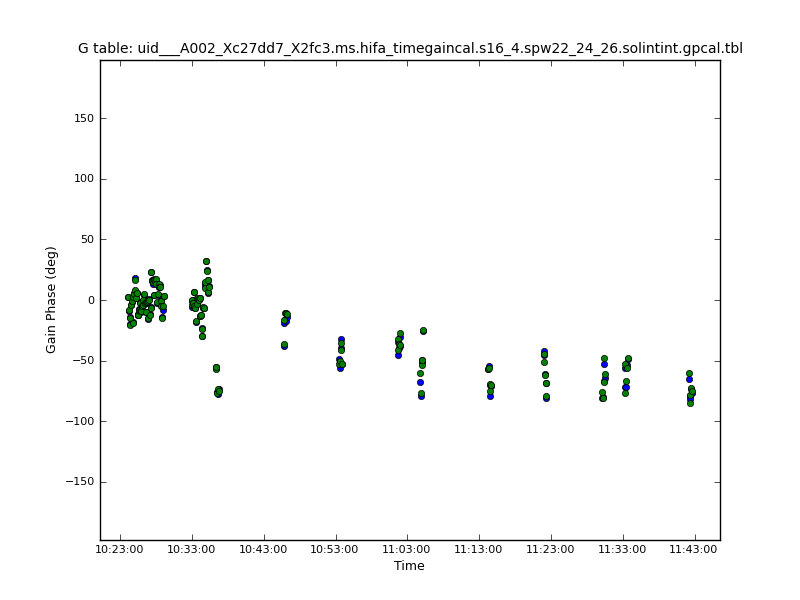 G table: uid___A002_Xc27dd7_X2fc3.ms.hifa_timegaincal.s16_4.spw22_24_26.solintint.gpcal.tbl
150
100
50
0
−50
−100
−150
Gain Phase (deg)
10:23:00 10:33:00 10:43:00 10:53:00 11:03:00 11:13:00 11:23:00 11:33:00 11:43:00
Time